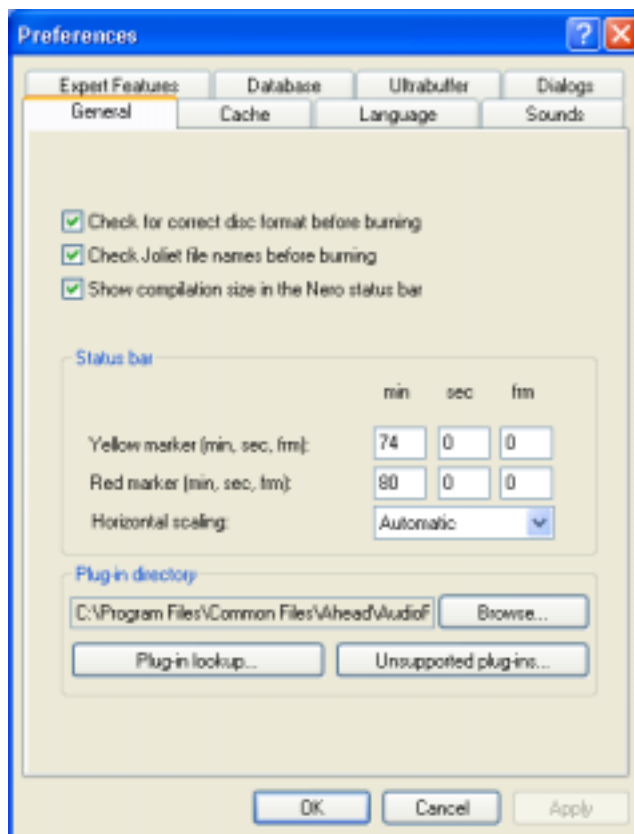 Preferences
Expert Features Database Ultrabuffer Dialogs
General Cache Language Sounds
Check for correct disc format before burning
Check Joliet file names before burning
Show compilation size in the Nero status bar
Status bar
min sec frm
Yellow marker (min, sec, frm): 74 0 0
Red marker (min, sec, frm): 80 0 0
Horizontal scaling: Automatic
Plug-in directory
C:\Program Files\Common Files\Ahead\AudioF Browse...
Plug-in lookup... Unsupported plug-ins...
OK Cancel Apply